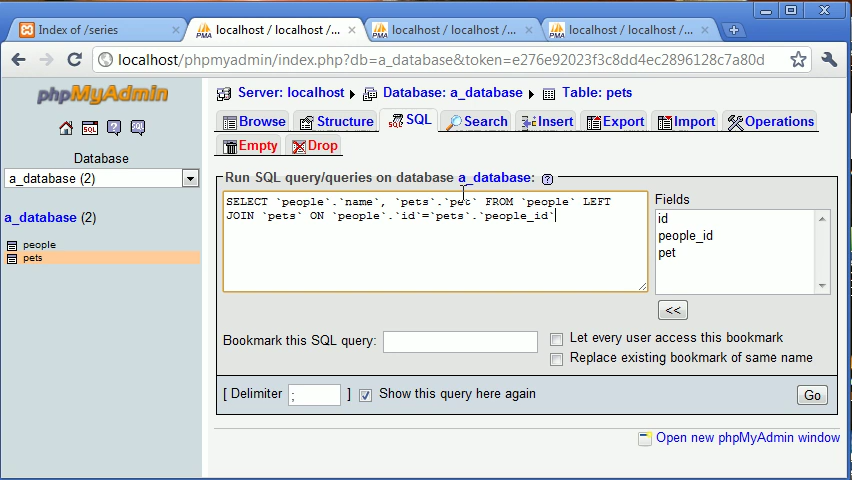 Index of /series
localhost / localhost /...
localhost / localhost /...
localhost / localhost /...
localhost/phpmyadmin/index.php?db=a_database&token=e276e92023f3c8dd4ec2896128c7a80d
phpMyAdmin
SQL
Database
a_database (2)
a_database (2)
people
pets
Server: localhost
Database: a_database
Table: pets
Browse
Structure
SQL
Search
Insert
Export
Import
Operations
Empty
Drop
Run SQL query/queries on database a_database:
SELECT `people`.`name`, `pets`.`pet` FROM `people` LEFT
JOIN `pets` ON `people`.`id`=`pets`.`people_id`
Fields
id
people_id
pet
<<
Bookmark this SQL query:
Let every user access this bookmark
Replace existing bookmark of same name
[ Delimiter ; ] Show this query here again
Go
Open new phpMyAdmin window